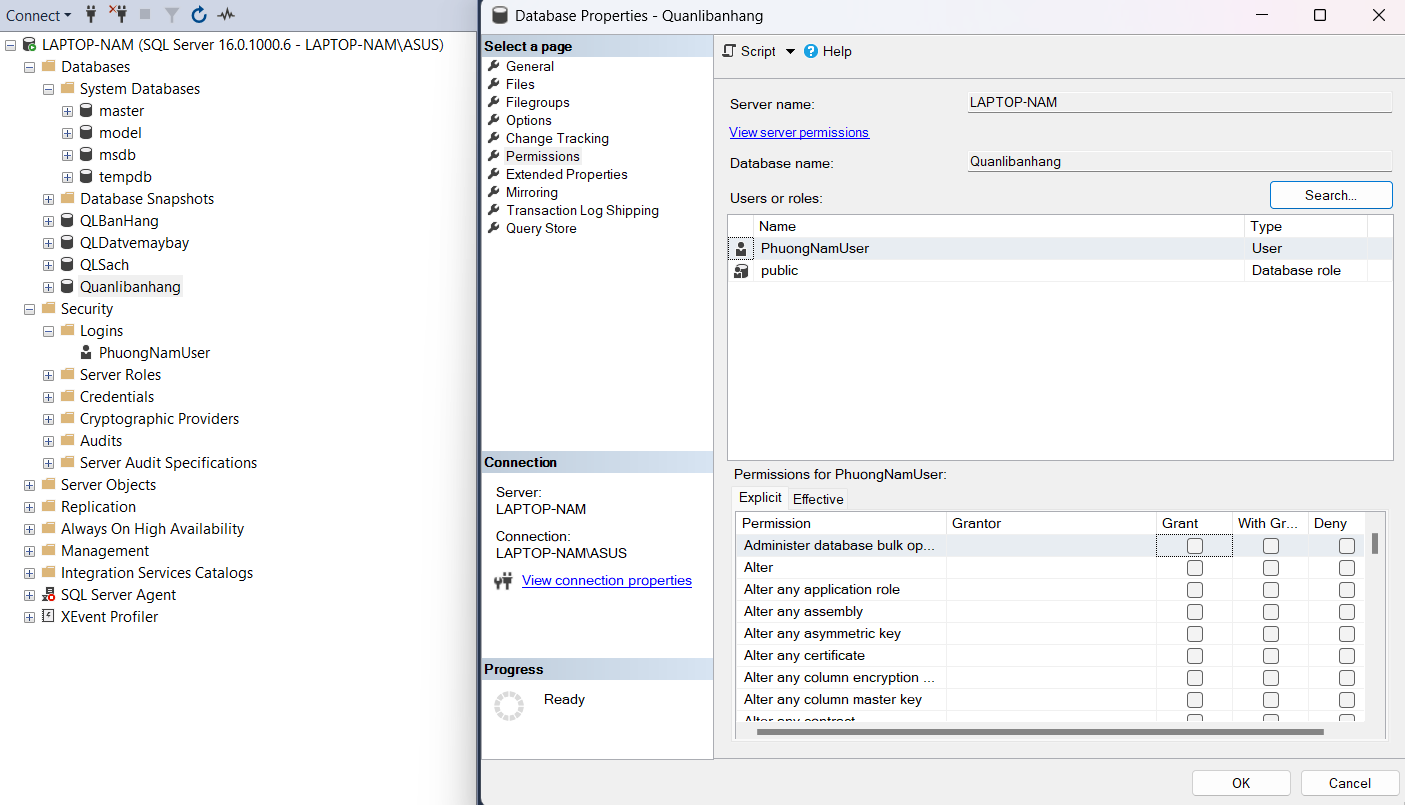 Connect
LAPTOP-NAM (SQL Server 16.0.1000.6 - LAPTOP-NAM\ASUS)
Databases
System Databases
master
model
msdb
tempdb
Database Snapshots
QLBanHang
QLDatvemaybay
QLSach
Quanlibanhang
Security
Logins
PhuongNamUser
Server Roles
Credentials
Cryptographic Providers
Audits
Server Audit Specifications
Server Objects
Replication
Always On High Availability
Management
Integration Services Catalogs
SQL Server Agent
XEvent Profiler
Database Properties - Quanlibanhang
Select a page
General
Files
Filegroups
Options
Change Tracking
Permissions
Extended Properties
Mirroring
Transaction Log Shipping
Query Store
Connection
Server:
LAPTOP-NAM
Connection:
LAPTOP-NAM\ASUS
View connection properties
Progress
Ready
Script Help
Server name: LAPTOP-NAM
View server permissions
Database name: Quanlibanhang
Users or roles: Search...
Name Type
PhuongNamUser User
public Database role
Permissions for PhuongNamUser:
Explicit Effective
Permission Grantor Grant With Gr... Deny
Administer database bulk op...
Alter
Alter any application role
Alter any assembly
Alter any asymmetric key
Alter any certificate
Alter any column encryption ...
Alter any column master key
Alter any contract
OK Cancel